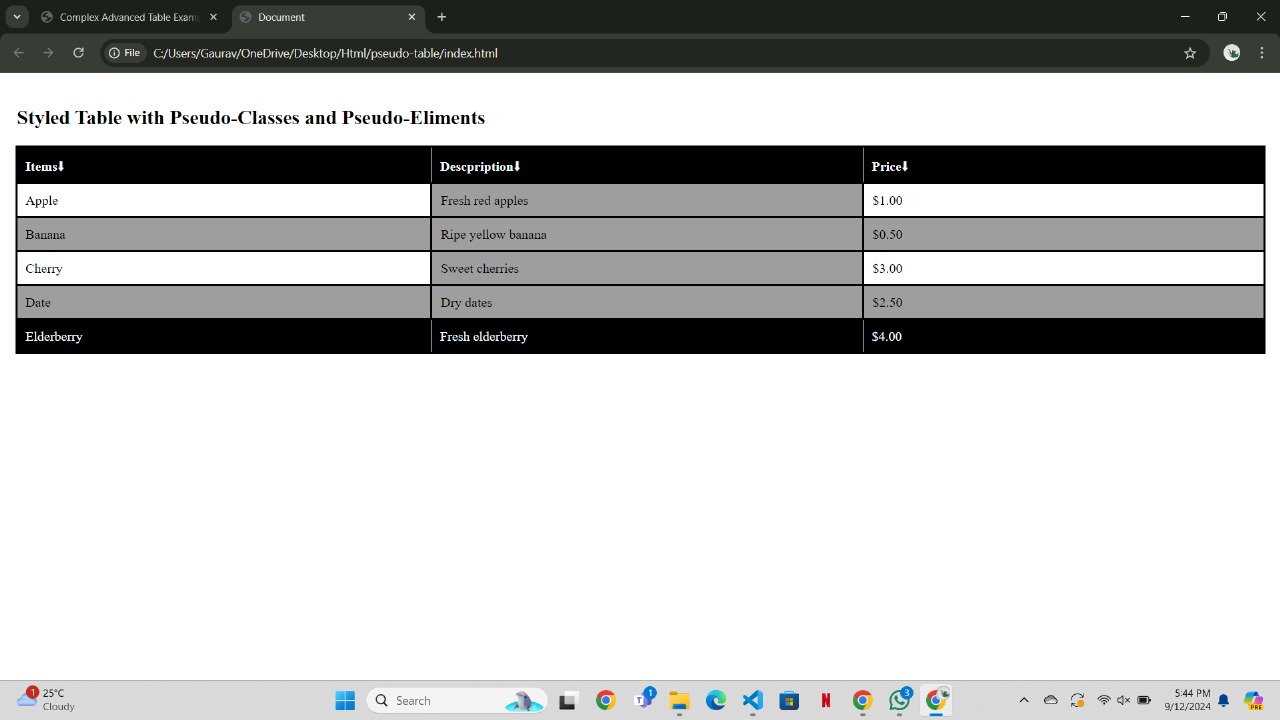 Complex Advanced Table Exam
Document
File
C:/Users/Gaurav/OneDrive/Desktop/Html/pseudo-table/index.html
Styled Table with Pseudo-Classes and Pseudo-Eliments
Items⬇ Descpription⬇ Price⬇
Apple Fresh red apples $1.00
Banana Ripe yellow banana $0.50
Cherry Sweet cherries $3.00
Date Dry dates $2.50
Elderberry Fresh elderberry $4.00
1 25°C
Cloudy
Search
T 1
N
3
5:44 PM
9/12/2024
PRE